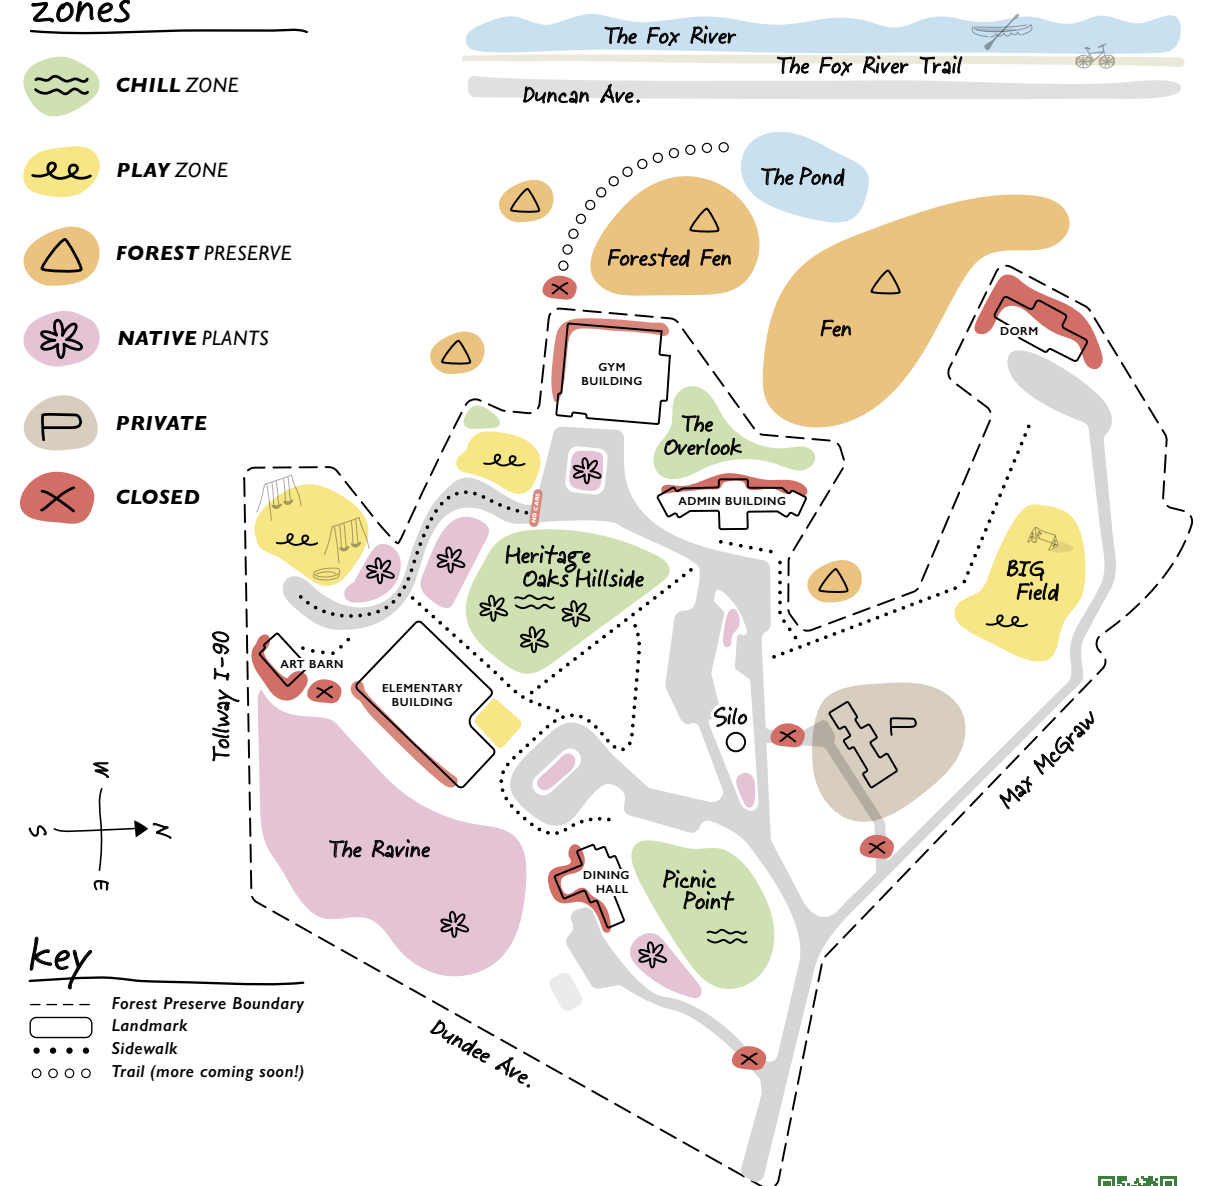 zones
CHILL ZONE
PLAY ZONE
FOREST PRESERVE
NATIVE PLANTS
PRIVATE
CLOSED
The Fox River
The Fox River Trail
Duncan Ave.
The Pond
Forested Fen
Fen
DORM
GYM
BUILDING
The
Overlook
ADMIN BUILDING
NO CARS
Heritage
Oaks Hillside
BIG
Field
Tollway I-90
ART BARN
ELEMENTARY
BUILDING
Silo
Max McGraw
W
S
N
E
The Ravine
DINING
HALL
Picnic
Point
Dundee Ave.
key
Forest Preserve Boundary
Landmark
Sidewalk
Trail (more coming soon!)